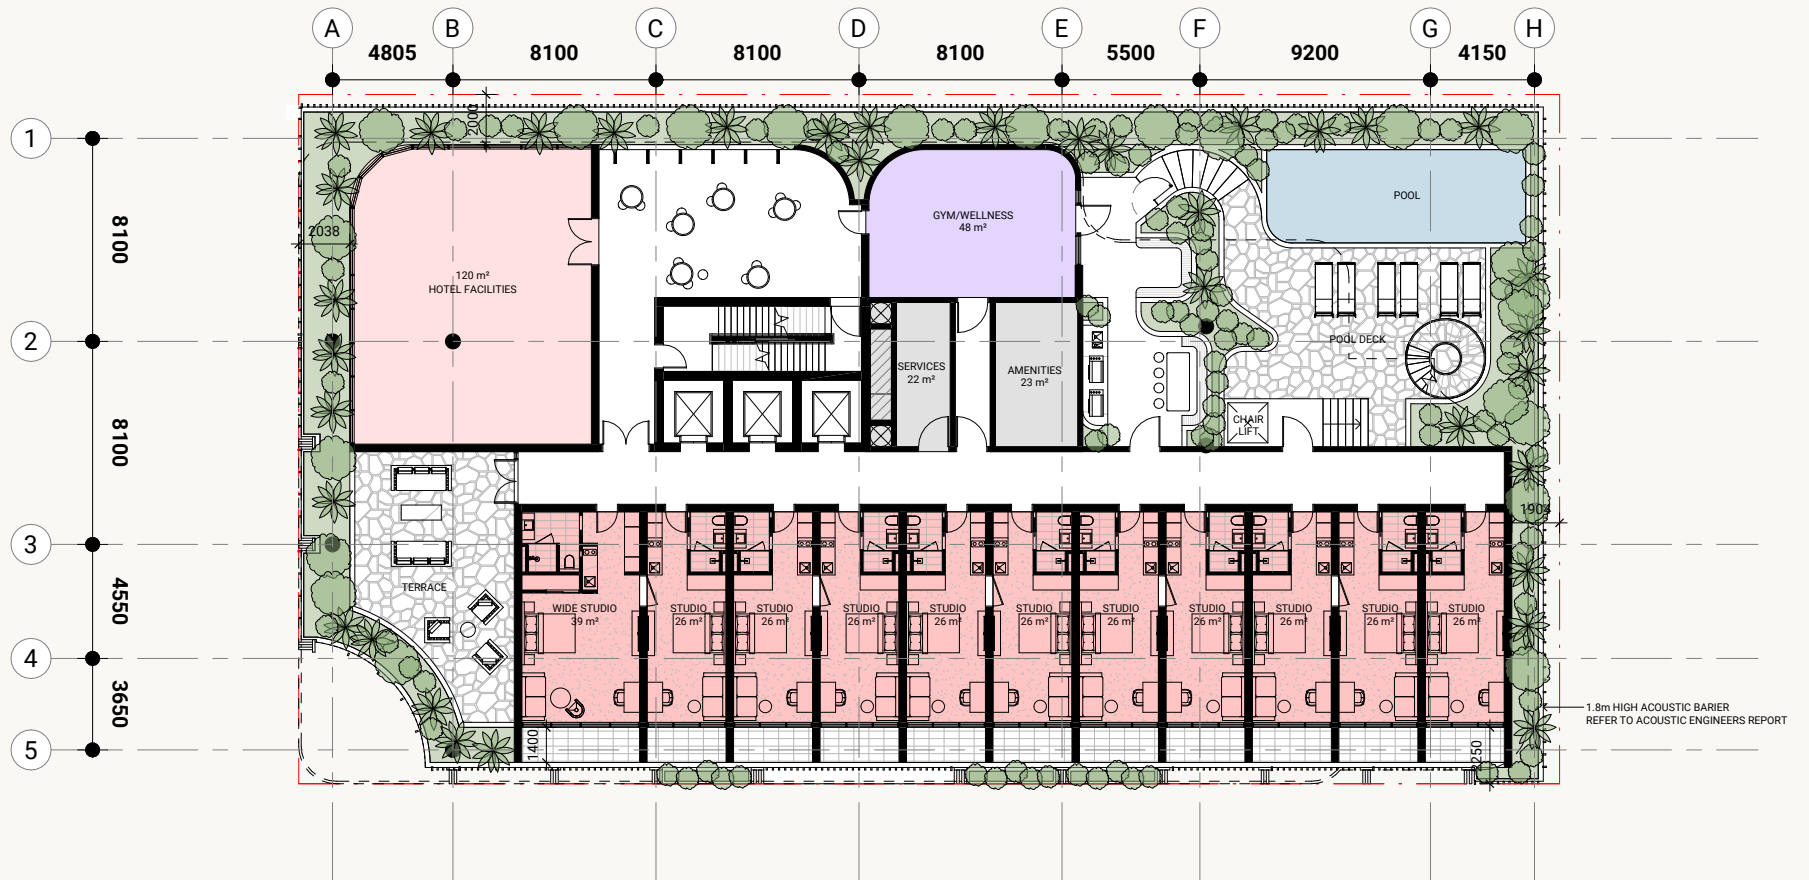 A B C D E F G H
4805 8100 8100 8100 5500 9200 4150
1
2000
8100
2038
POOL
GYM/WELLNESS
48 m²
120 m²
HOTEL FACILITIES
2
POOL DECK
SERVICES
22 m²
AMENITIES
23 m²
CHAIR
LIFT
8100
1904
3
4550
TERRACE
WIDE STUDIO
39 m²
STUDIO
26 m²
STUDIO
26 m²
STUDIO
26 m²
STUDIO
26 m²
STUDIO
26 m²
STUDIO
26 m²
STUDIO
26 m²
STUDIO
26 m²
STUDIO
26 m²
STUDIO
26 m²
4
3650
1.8m HIGH ACOUSTIC BARIER
REFER TO ACOUSTIC ENGINEERS REPORT
5
1400
2250